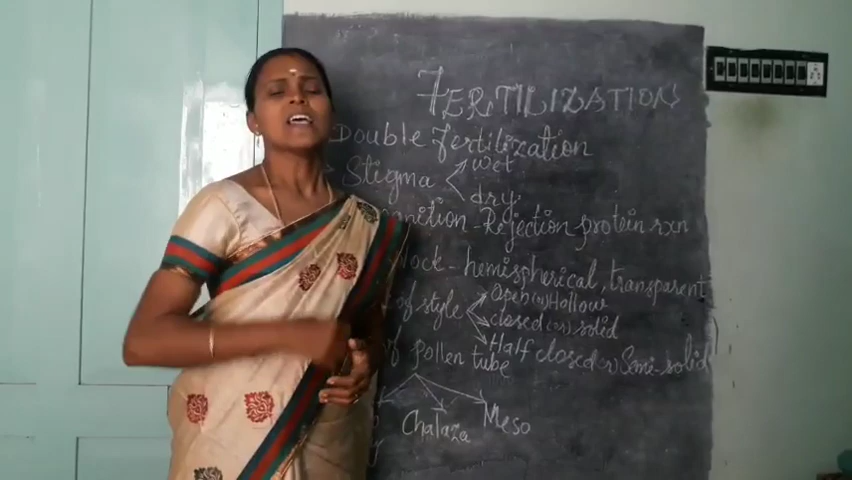 FERTILIZATION
Double fertilization
Stigma wet
dry
Rejection protein rxn
hemispherical, transparent
Open (or) Hollow
of style closed (or) solid
Half closed or Semi-solid
pollen tube
Chalaza Meso